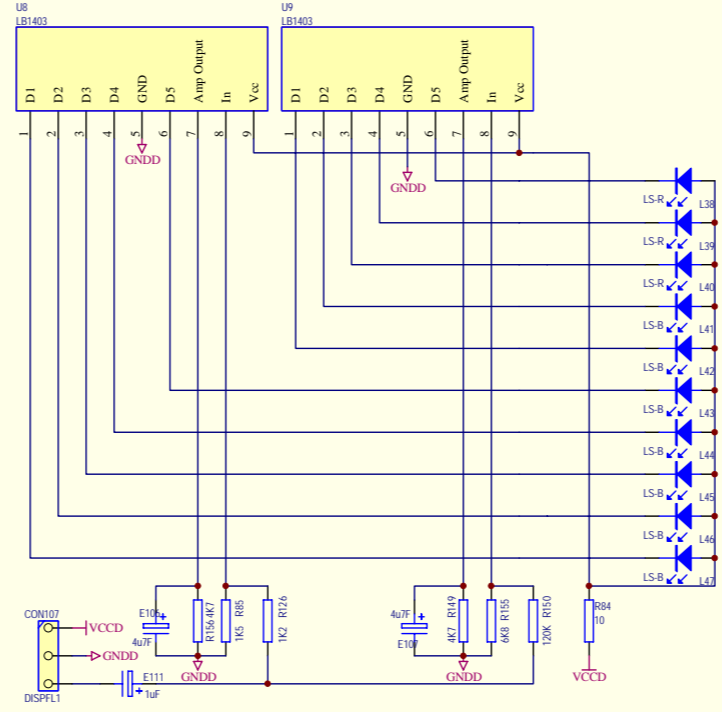 U8
LB1403
D1
D2
D3
D4
GND
D5
Amp Output
In
Vcc
1
2
3
4
5
6
7
8
9
GNDD
U9
LB1403
D1
D2
D3
D4
GND
D5
Amp Output
In
Vcc
1
2
3
4
5
6
7
8
9
GNDD
LS-R
L38
LS-R
L39
LS-R
L40
LS-B
L41
LS-B
L42
LS-B
L43
LS-B
L44
LS-B
L45
LS-B
L46
LS-B
L47
CON107
VCCD
GNDD
DISPFL1
E111
1uF
E106
4u7F
R156 4K7
1K5 R85
1K2 R126
GNDD
4u7F
E107
4K7 R149
6K8 R155
120K R150
GNDD
R84
10
VCCD